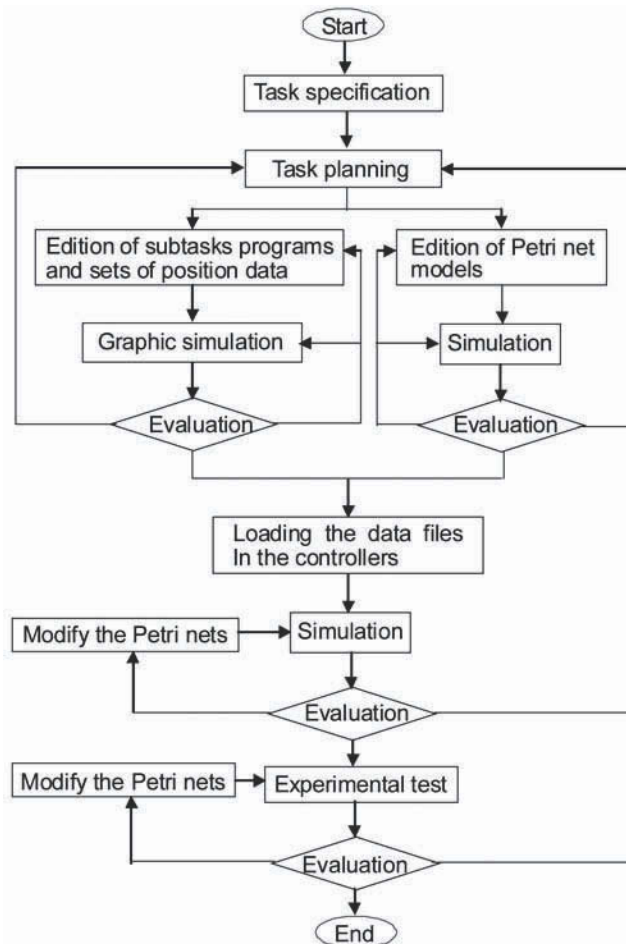 Start
Task specification
Task planning
Edition of subtasks programs
and sets of position data
Edition of Petri net
models
Graphic simulation
Simulation
Evaluation
Evaluation
Loading the data files
In the controllers
Modify the Petri nets
Simulation
Evaluation
Modify the Petri nets
Experimental test
Evaluation
End